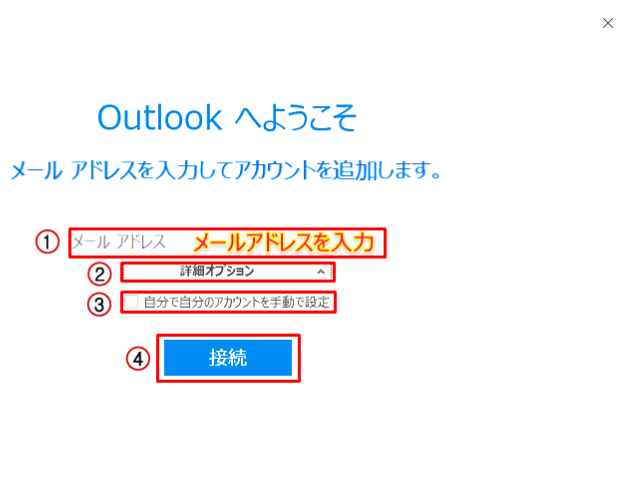 Outlook へようこそ
メール アドレスを入力してアカウントを追加します。
① メール アドレス メールアドレスを入力
② 詳細オプション
③ 自分で自分のアカウントを手動で設定
④ 接続